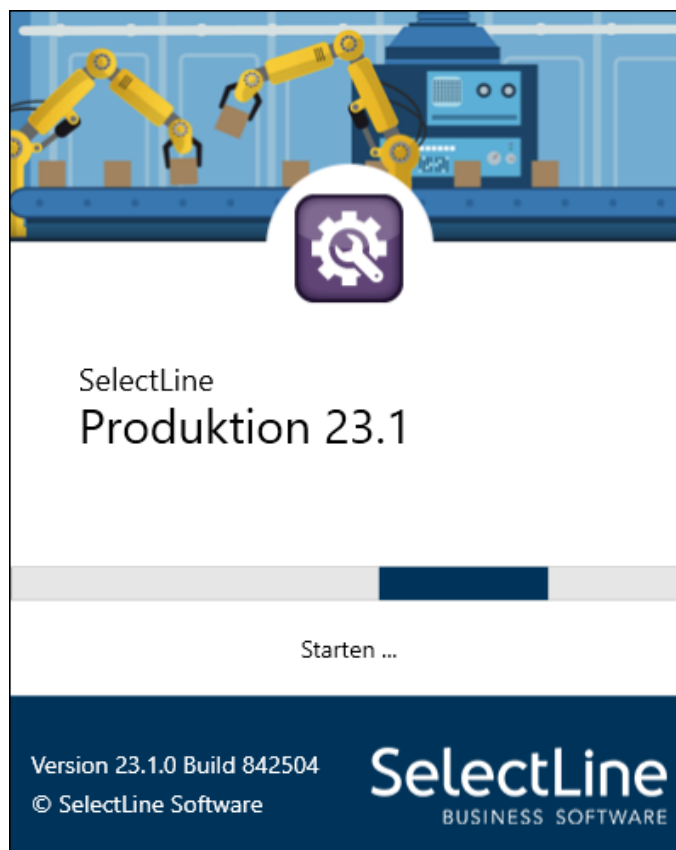 SelectLine
Produktion 23.1
Starten ...
Version 23.1.0 Build 842504
© SelectLine Software
SelectLine
BUSINESS SOFTWARE